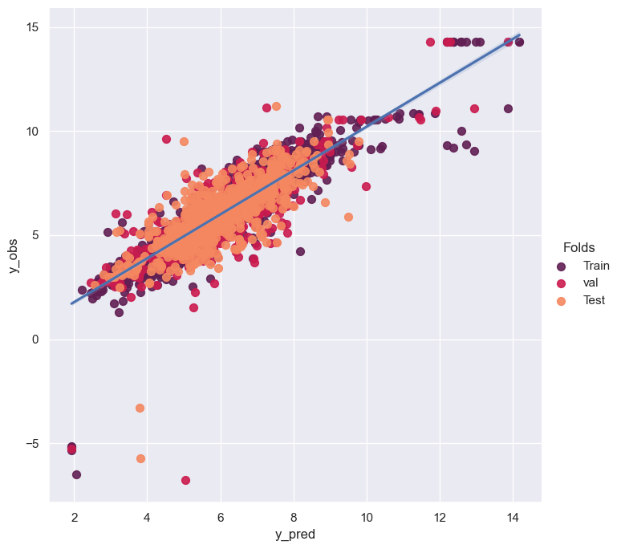 15
10
5
0
−5
y_obs
2
4
6
8
10
12
14
y_pred
Folds
Train
val
Test